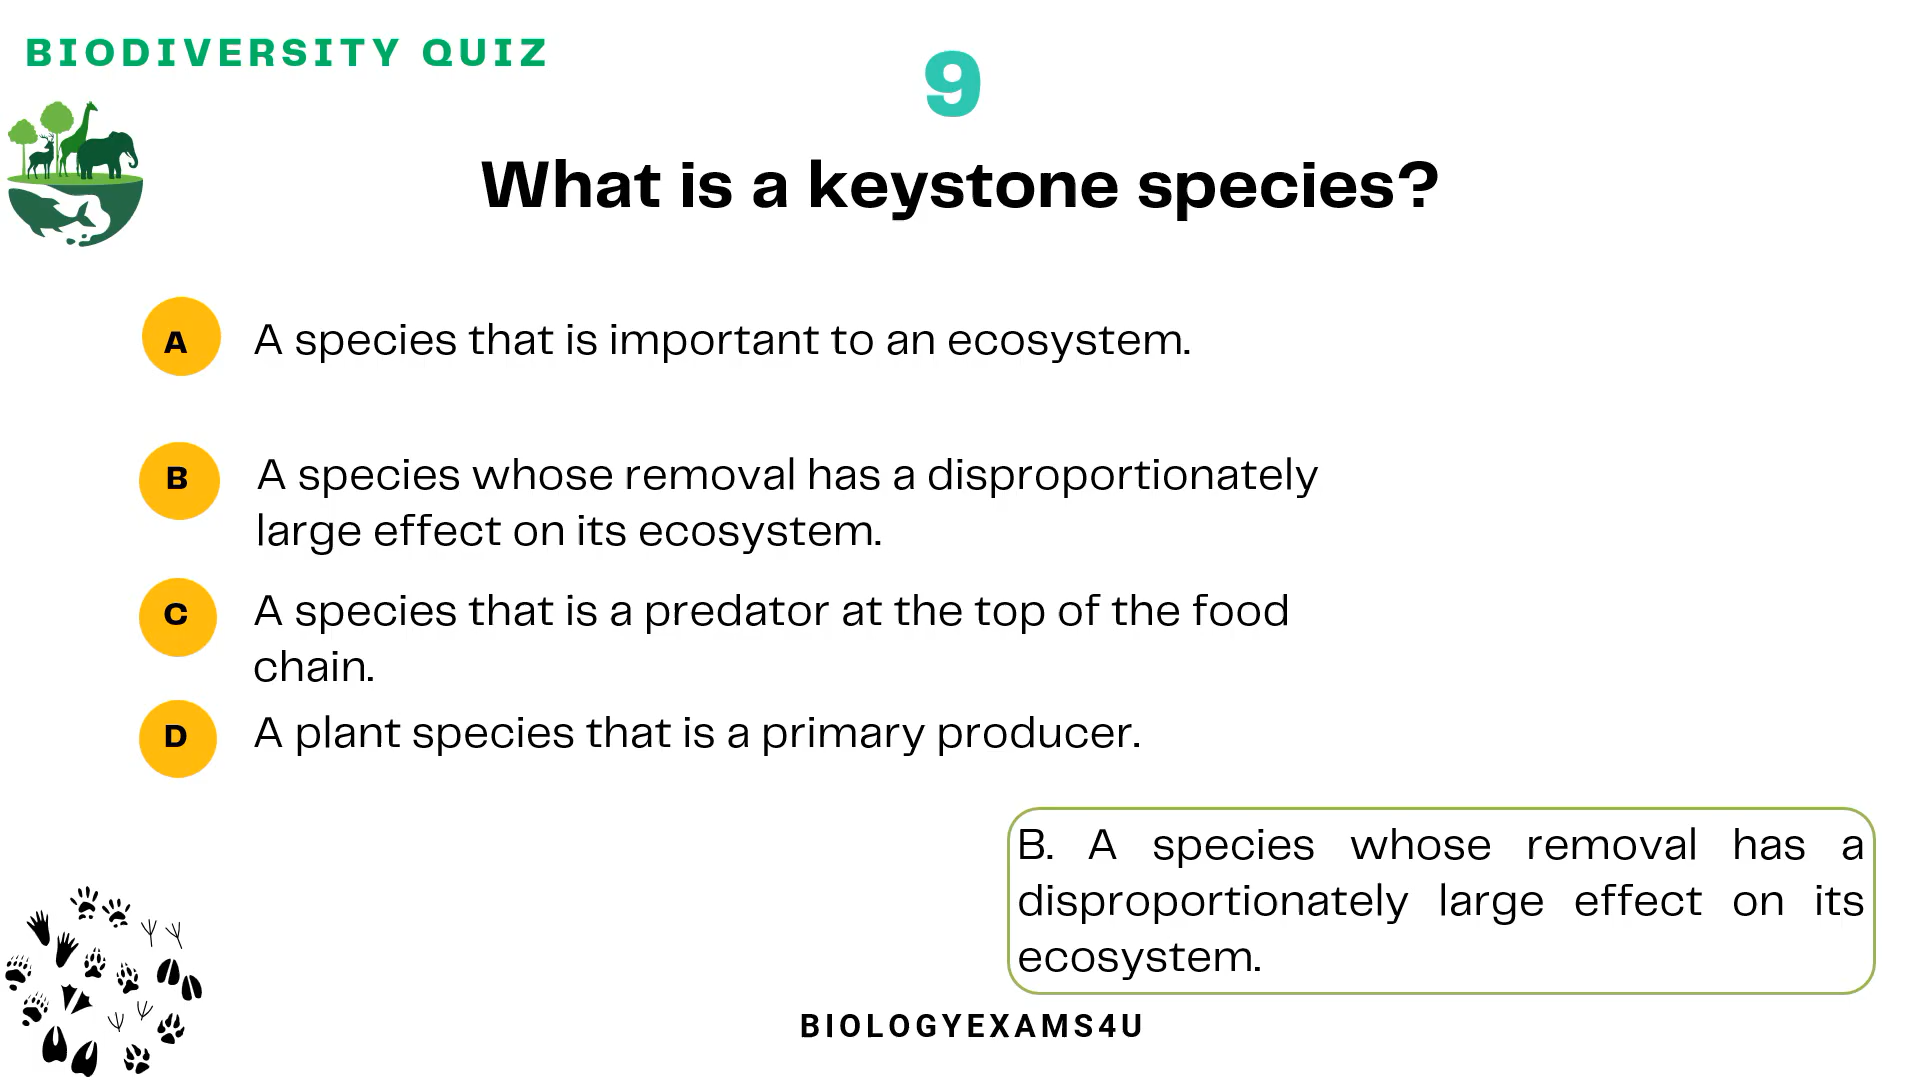 BIODIVERSITY QUIZ
9
What is a keystone species?
A A species that is important to an ecosystem.
B A species whose removal has a disproportionately
large effect on its ecosystem.
C A species that is a predator at the top of the food
chain.
D A plant species that is a primary producer.
B. A species whose removal has a
disproportionately large effect on its
ecosystem.
BIOLOGYEXAMS4U